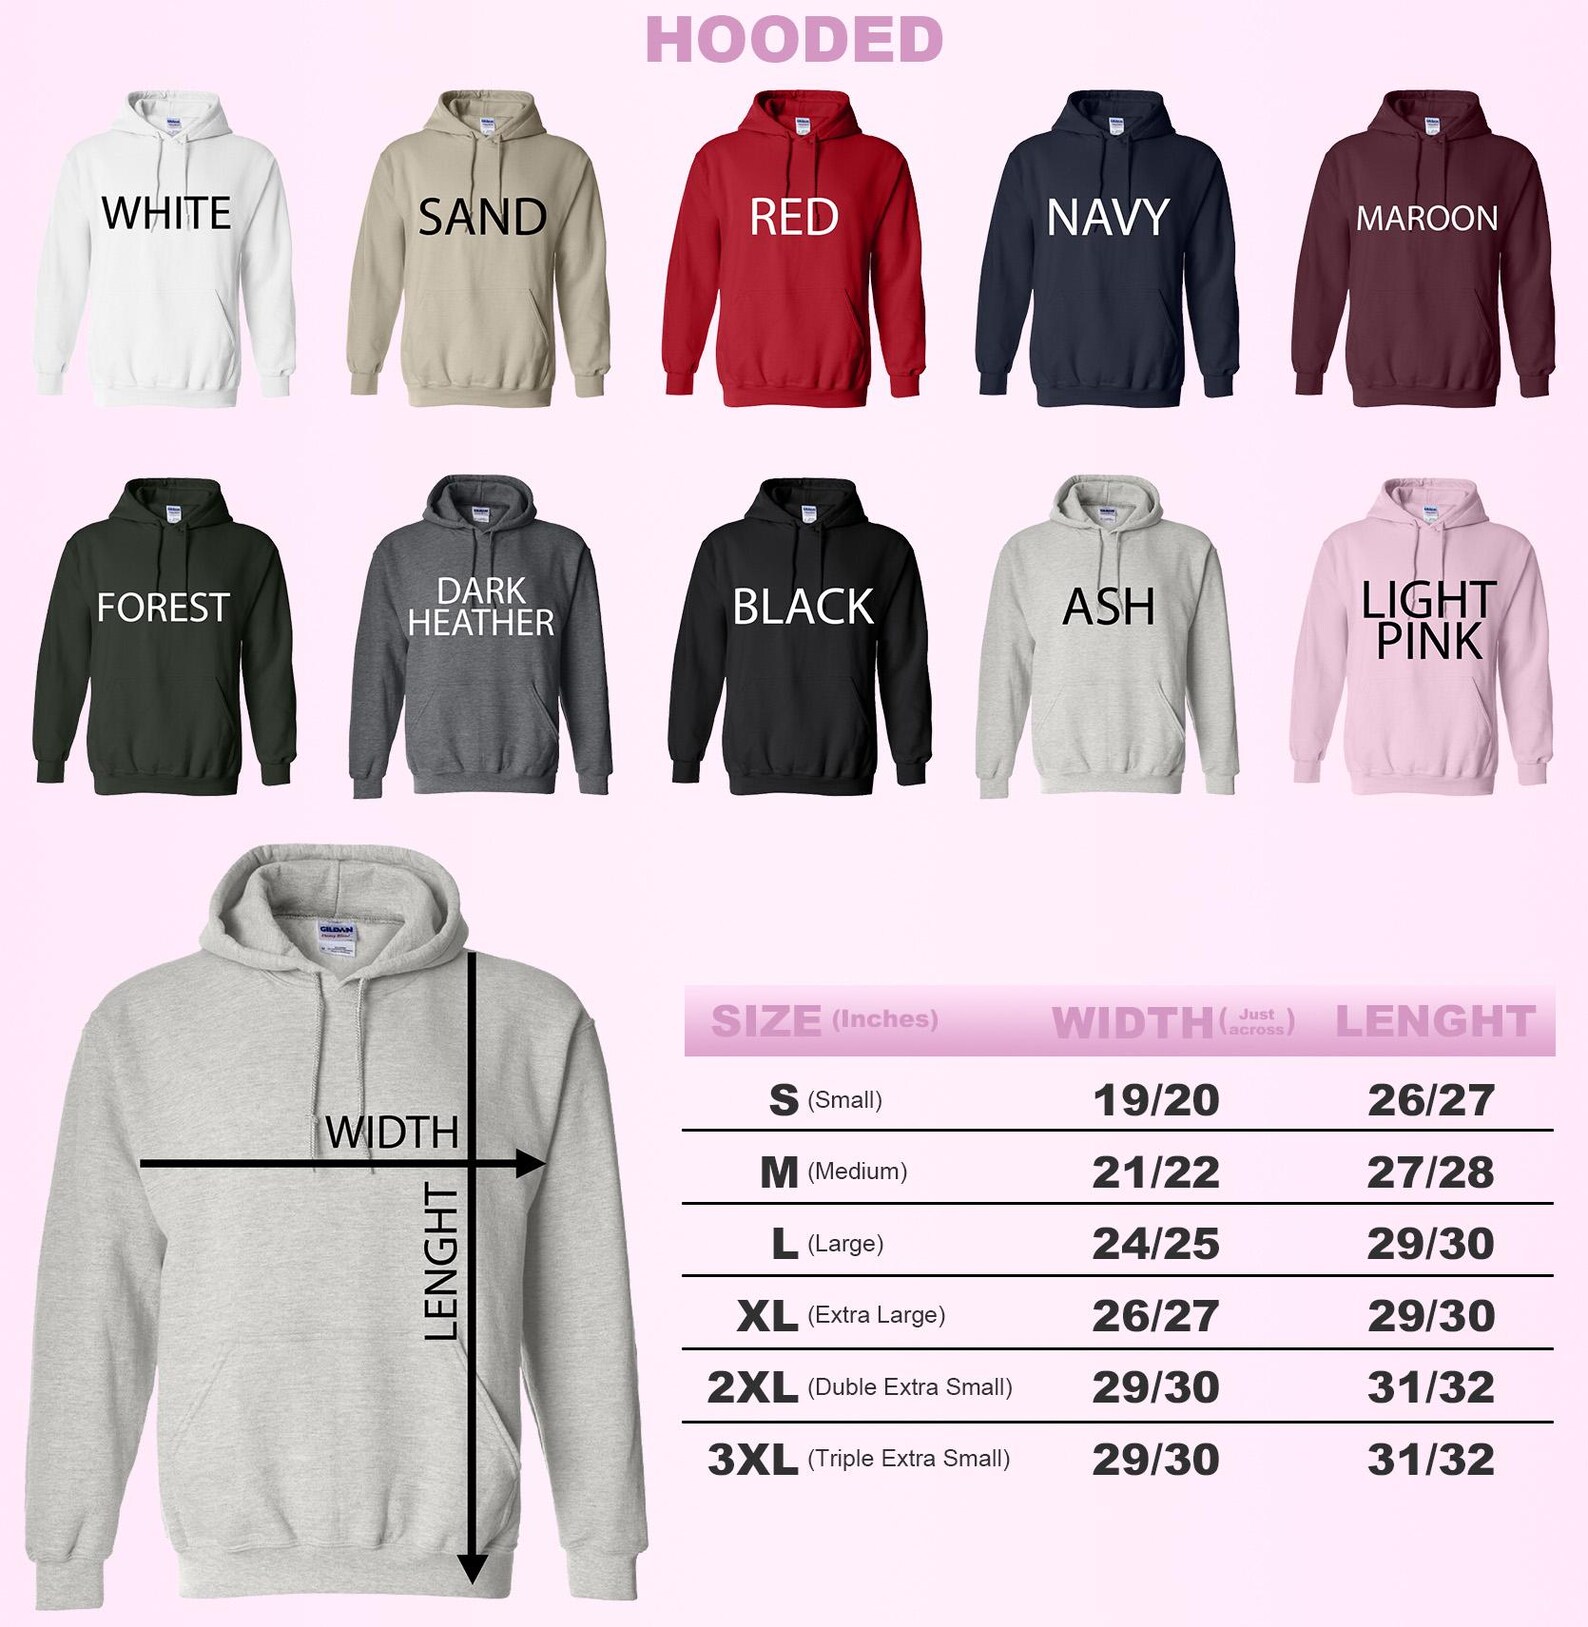 HOODED
WHITE
SAND
RED
NAVY
MAROON
FOREST
DARK
HEATHER
BLACK
ASH
LIGHT
PINK
GILDAN
WIDTH
LENGHT
SIZE (Inches) WIDTH (Just across) LENGHT
S (Small) 19/20 26/27
M (Medium) 21/22 27/28
L (Large) 24/25 29/30
XL (Extra Large) 26/27 29/30
2XL (Duble Extra Small) 29/30 31/32
3XL (Triple Extra Small) 29/30 31/32